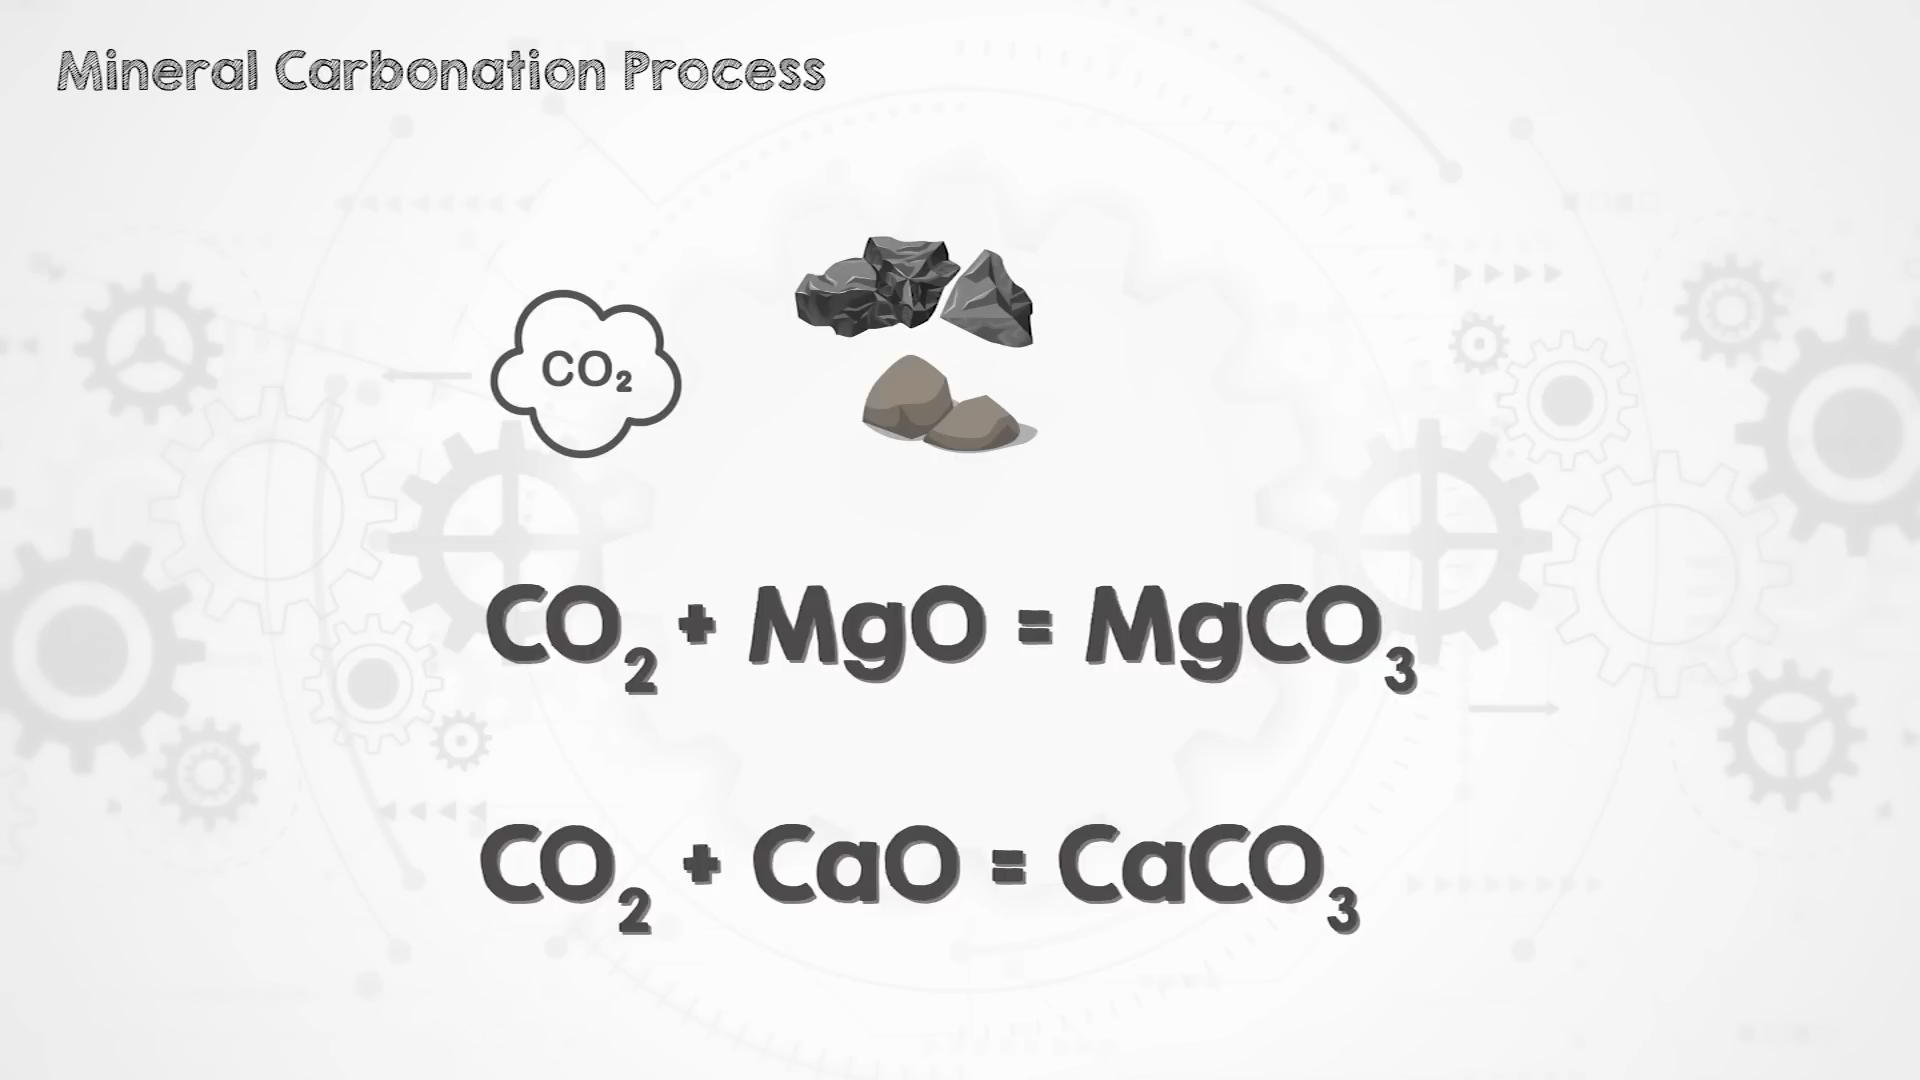 Mineral Carbonation Process
CO₂
CO₂ + MgO = MgCO₃
CO₂ + CaO = CaCO₃